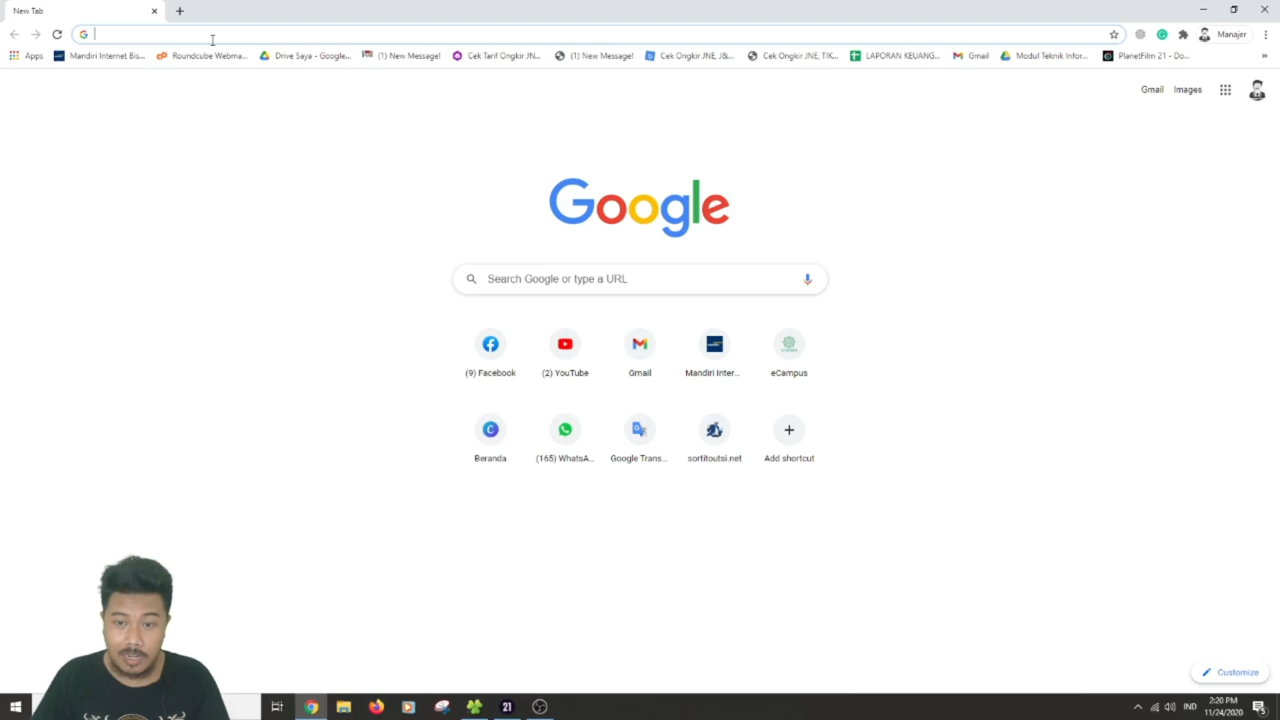 New Tab
Apps
Mandiri Internet Bis...
Roundcube Webma...
Drive Saya - Google...
(1) New Message!
Cek Tarif Ongkir JN...
(1) New Message!
Cek Ongkir JNE, J&...
Cek Ongkir JNE, TIK...
LAPORAN KEUANG...
Gmail
Modul Teknik Infor...
PlanetFilm 21 - Do...
Manajer
Gmail
Images
Google
Search Google or type a URL
(9) Facebook
(2) YouTube
Gmail
Mandiri Inter...
eCampus
Beranda
(165) WhatsA...
Google Trans...
sortitoutsi.net
Add shortcut
Customize
21
IND
2:20 PM
11/24/2020
5